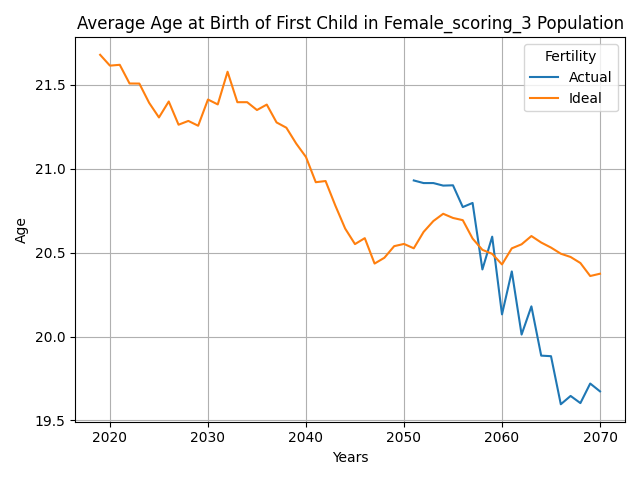 Average Age at Birth of First Child in Female_scoring_3 Population
Fertility
Actual
Ideal
21.5
21.0
20.5
20.0
19.5
Age
2020 2030 2040 2050 2060 2070
Years